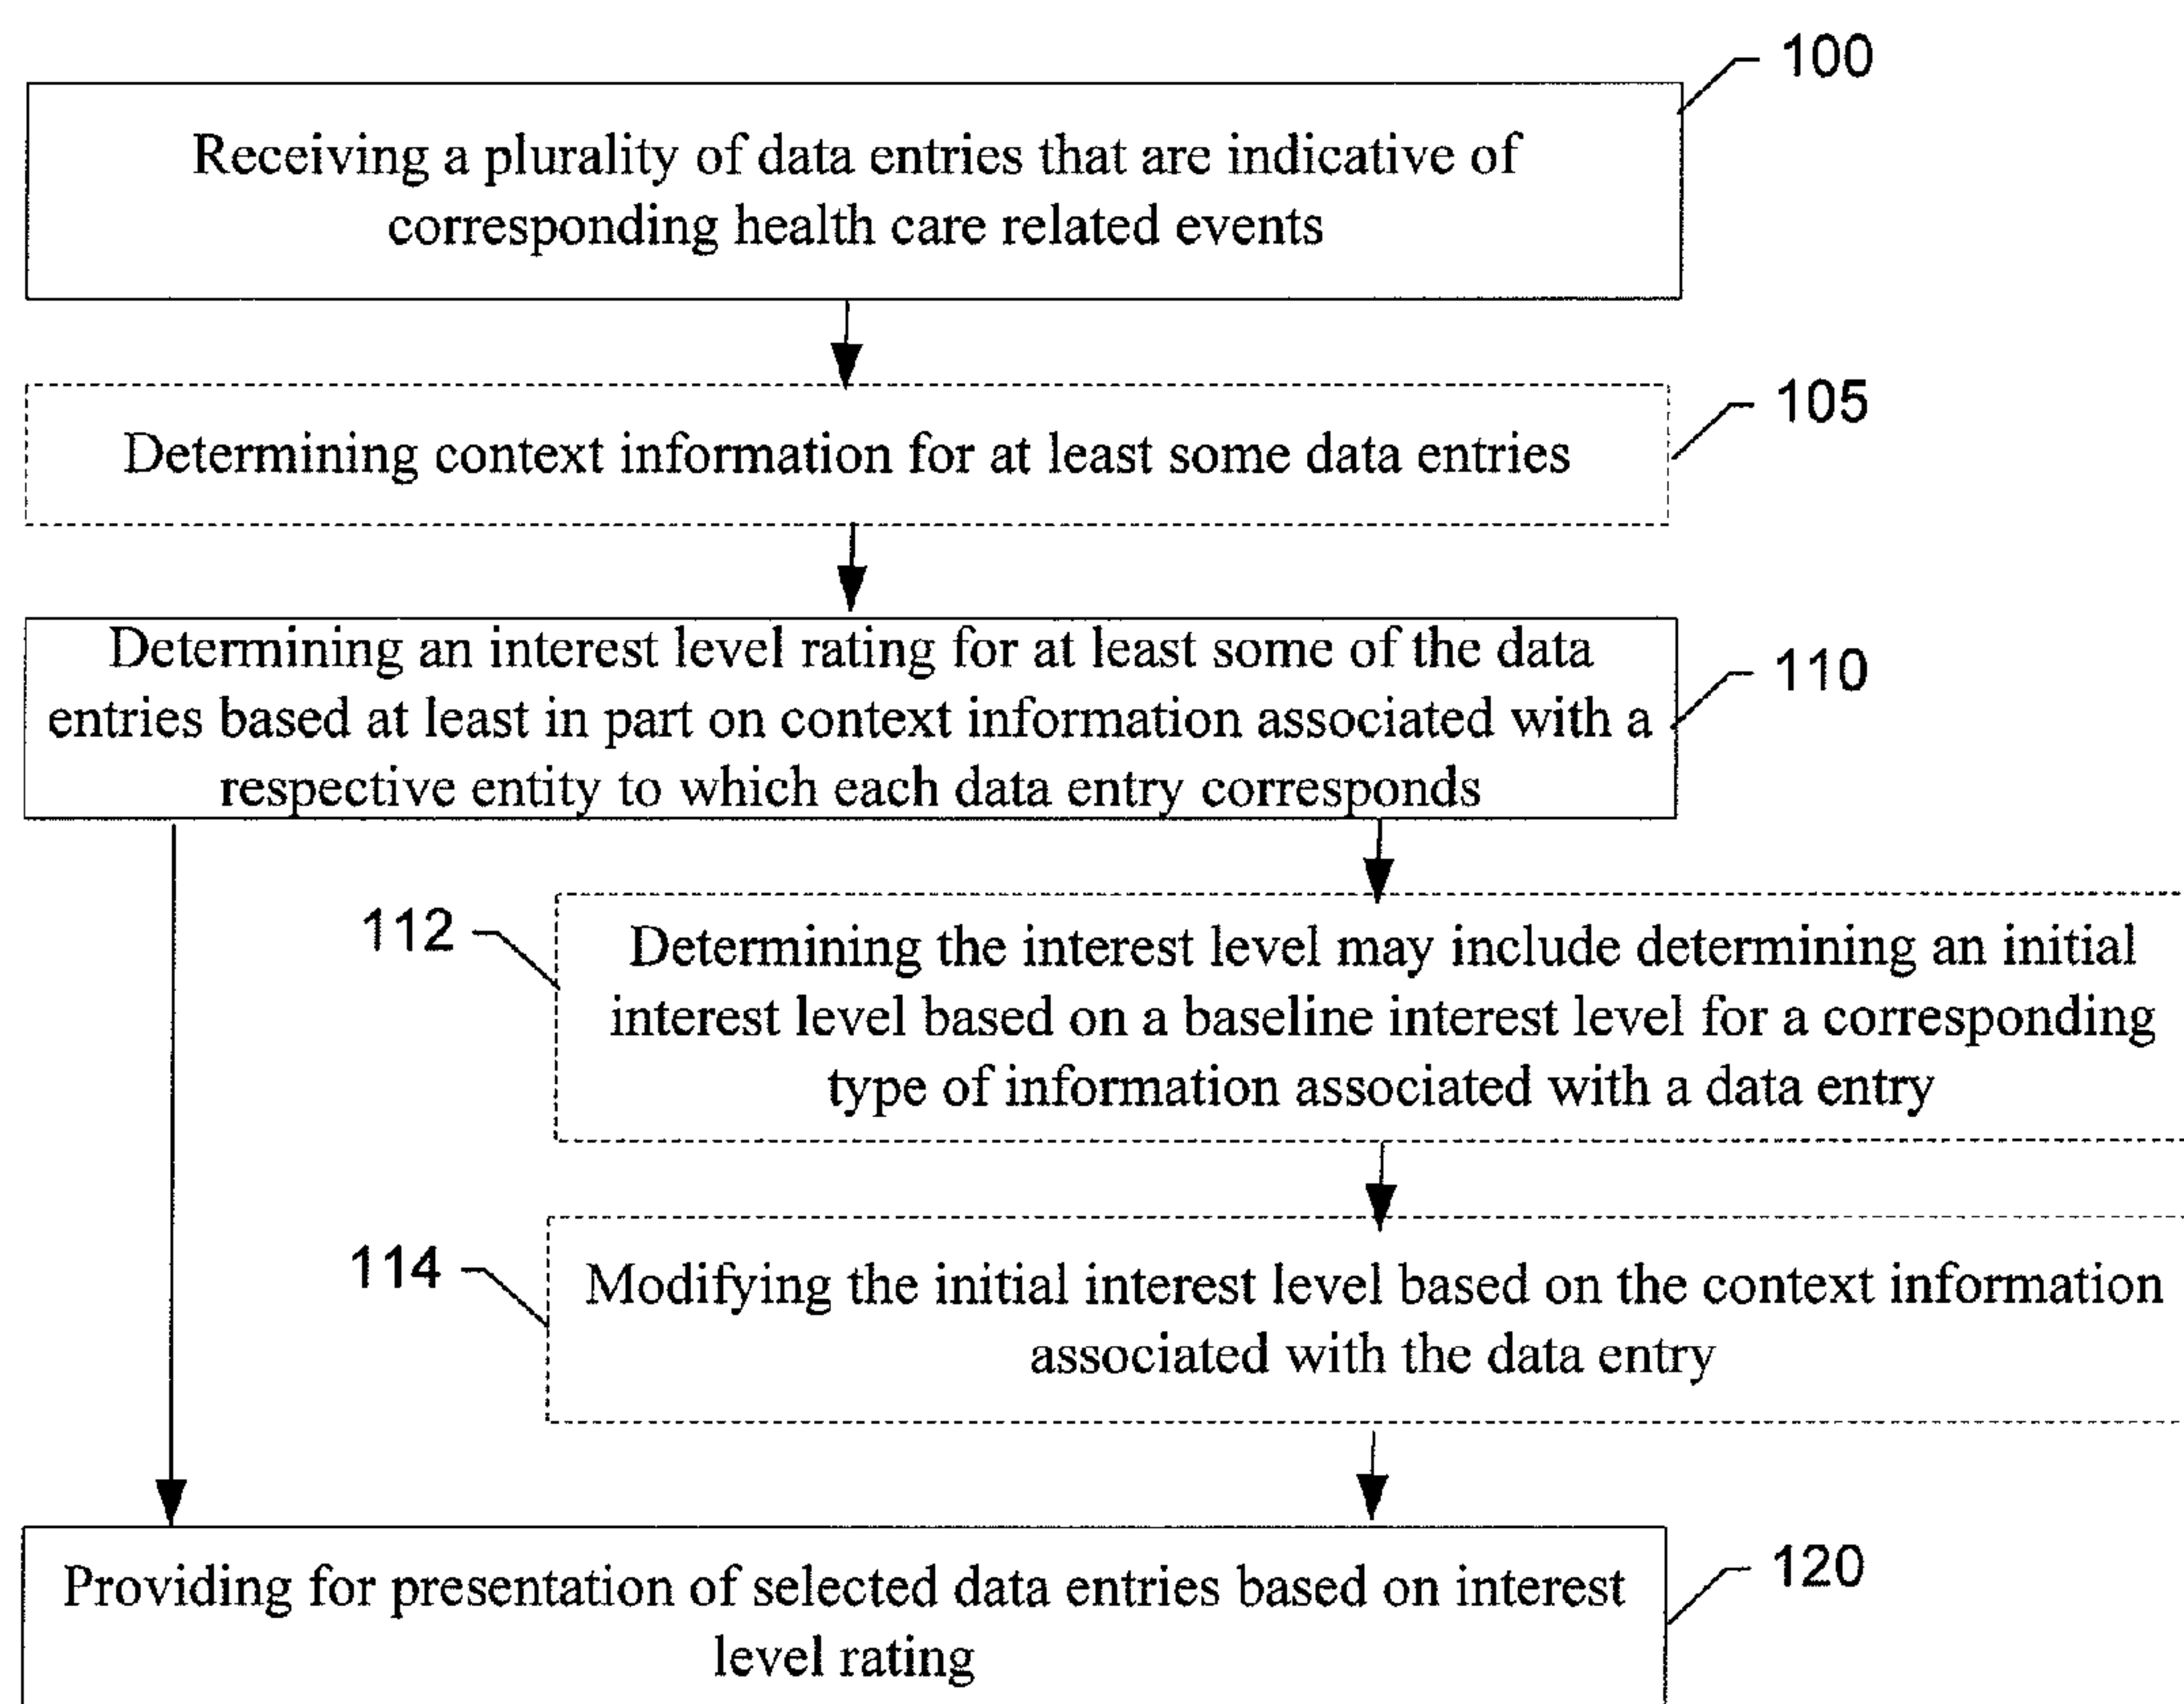 100
Receiving a plurality of data entries that are indicative of
corresponding health care related events
105
Determining context information for at least some data entries
Determining an interest level rating for at least some of the data
110
entries based at least in part on context information associated with a
respective entity to which each data entry corresponds
112
Determining the interest level may include determining an initial
interest level based on a baseline interest level for a corresponding
type of information associated with a data entry
114
Modifying the initial interest level based on the context information
associated with the data entry
120
Providing for presentation of selected data entries based on interest
level rating